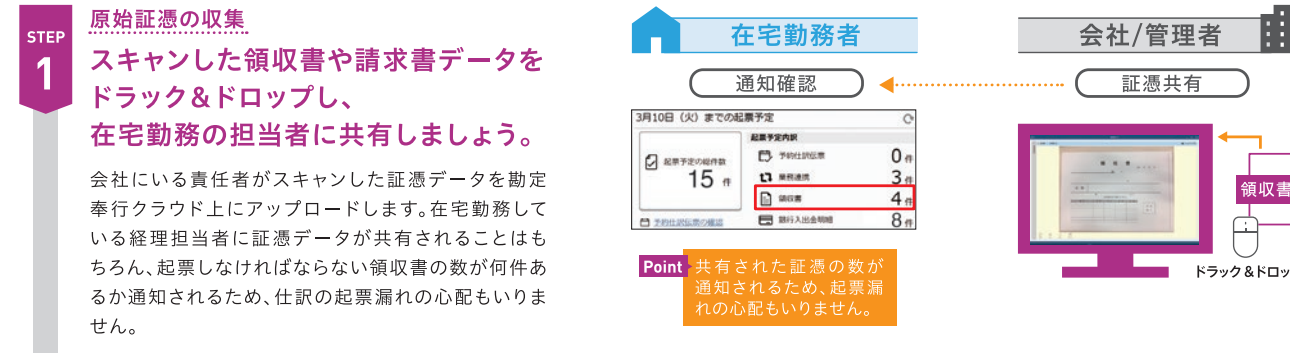 STEP
1
原始証憑の収集
スキャンした領収書や請求書データを
ドラック&ドロップし、
在宅勤務の担当者に共有しましょう。
会社にいる責任者がスキャンした証憑データを勘定
奉行クラウド上にアップロードします。在宅勤務して
いる経理担当者に証憑データが共有されることはも
ちろん、起票しなければならない領収書の数が何件あ
るか通知されるため、仕訳の起票漏れの心配もいりま
せん。
在宅勤務者
会社/管理者
通知確認
証憑共有
3月10日（火）までの起票予定
起票予定の総件数
15 件
予約仕訳伝票の確認
起票予定内訳
予約仕訳伝票 0 件
業務連携 3 件
領収書 4 件
銀行入出金明細 8 件
Point
共有された証憑の数が
通知されるため、起票漏
れの心配もいりません。
領収書
ドラック&ドロッ